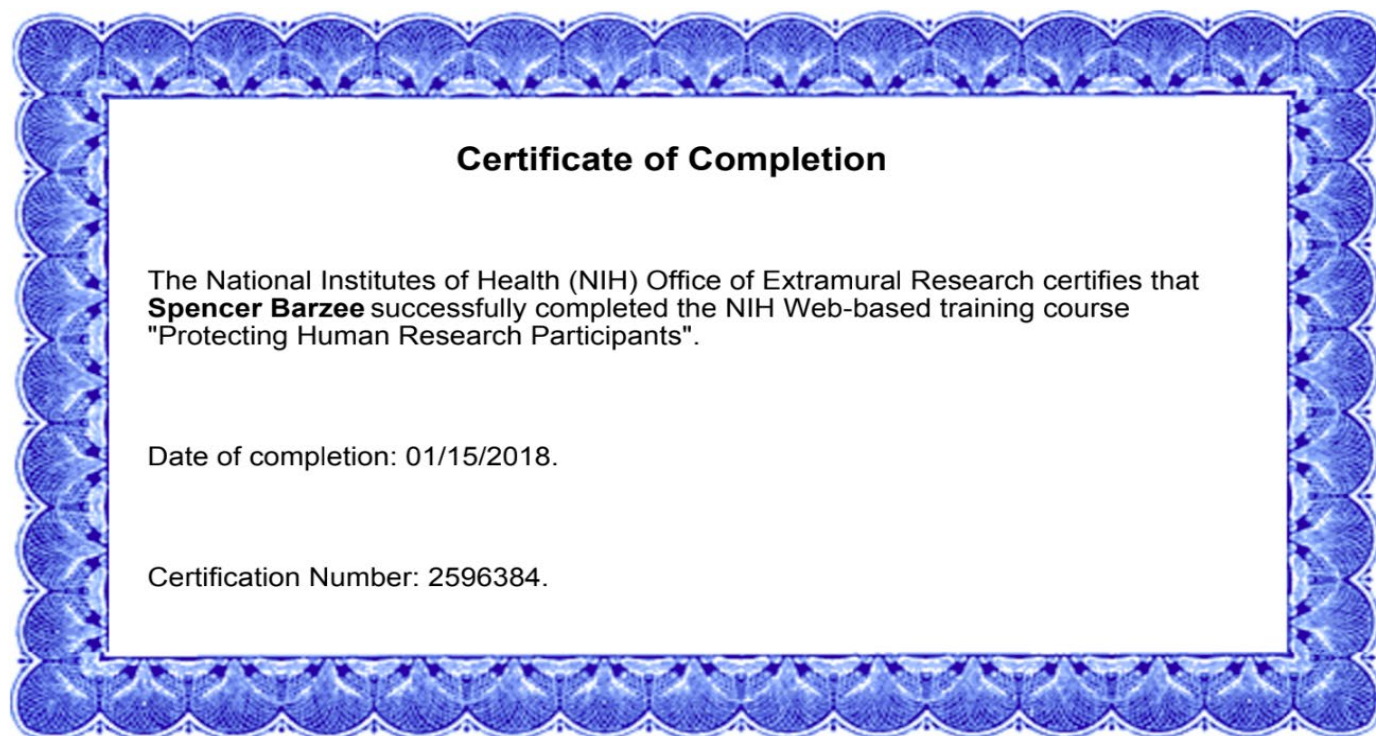 Certificate of Completion
The National Institutes of Health (NIH) Office of Extramural Research certifies that
Spencer Barzee successfully completed the NIH Web-based training course
"Protecting Human Research Participants".
Date of completion: 01/15/2018.
Certification Number: 2596384.